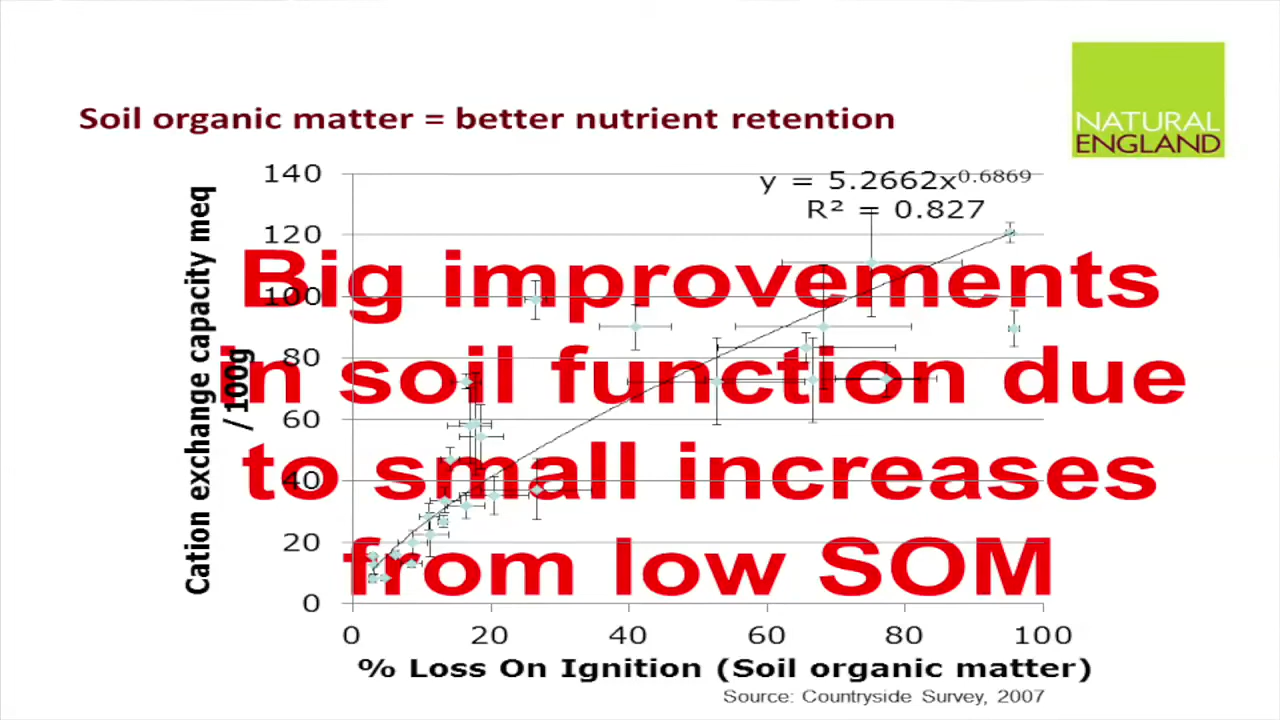 NATURAL
ENGLAND
Soil organic matter = better nutrient retention
140
y = 5.2662x^0.6869
R² = 0.827
120
100
80
60
40
20
0
Cation exchange capacity meq
/100g
Big improvements
in soil function due
to small increases
from low SOM
0 20 40 60 80 100
% Loss On Ignition (Soil organic matter)
Source: Countryside Survey, 2007